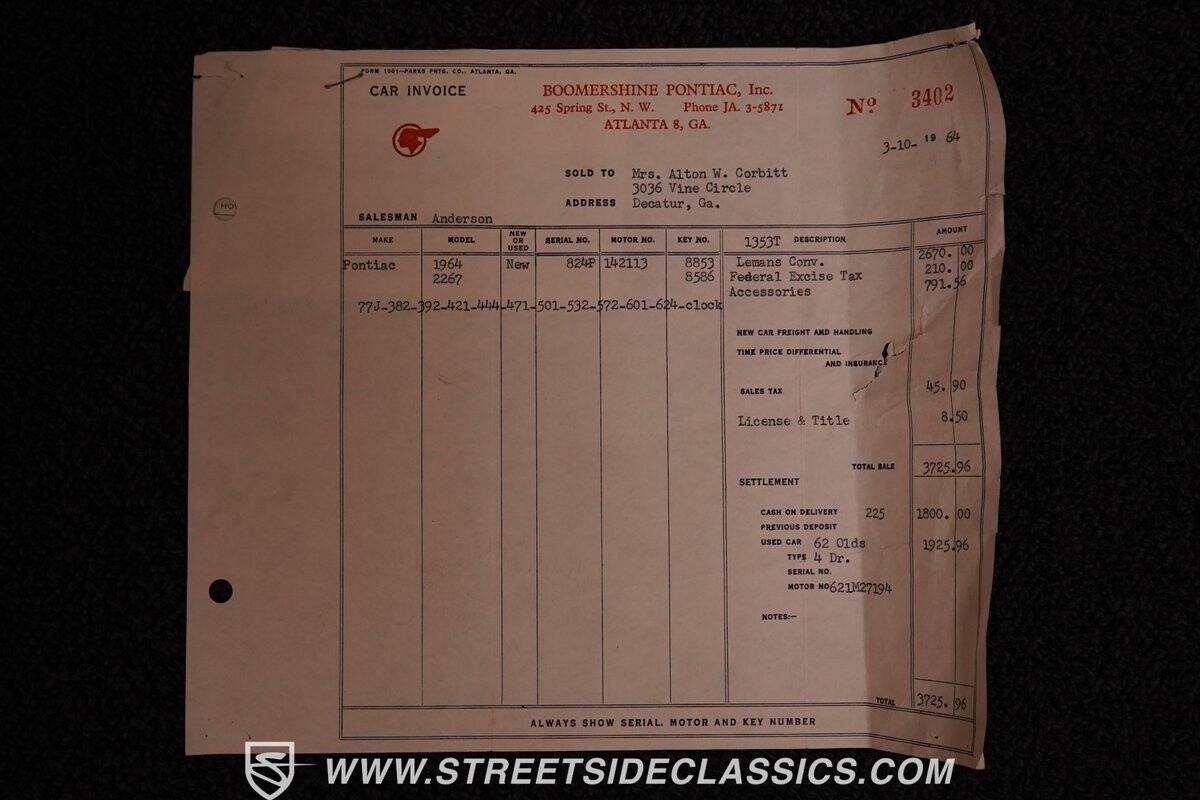 FORM 1001—PARKS PRTG. CO., ATLANTA, GA.
CAR INVOICE
BOOMERSHINE PONTIAC, Inc.
425 Spring St., N. W. Phone JA. 3-5871
ATLANTA 8, GA.
No 3402
3-10- 19 64
SOLD TO Mrs. Alton W. Corbitt
3036 Vine Circle
ADDRESS Decatur, Ga.
SALESMAN Anderson
MAKE MODEL NEW OR USED SERIAL NO. MOTOR NO. KEY NO. 1353T DESCRIPTION AMOUNT
Pontiac 1964 New 824P 142113 8853 Lemans Conv. 2670.00
2267 8586 Federal Excise Tax 210.00
Accessories 791.56
77J-382-392-421-444-471-501-532-572-601-624-clock
NEW CAR FREIGHT AND HANDLING
TIME PRICE DIFFERENTIAL
AND INSURANCE
SALES TAX 45.90
License & Title 8.50
TOTAL SALE 3725.96
SETTLEMENT
CASH ON DELIVERY 225 1800.00
PREVIOUS DEPOSIT
USED CAR 62 Olds 1925.96
TYPE 4 Dr.
SERIAL NO.
MOTOR NO 621M27194
NOTES:—
TOTAL 3725.96
ALWAYS SHOW SERIAL, MOTOR AND KEY NUMBER
WWW.STREETSIDECLASSICS.COM